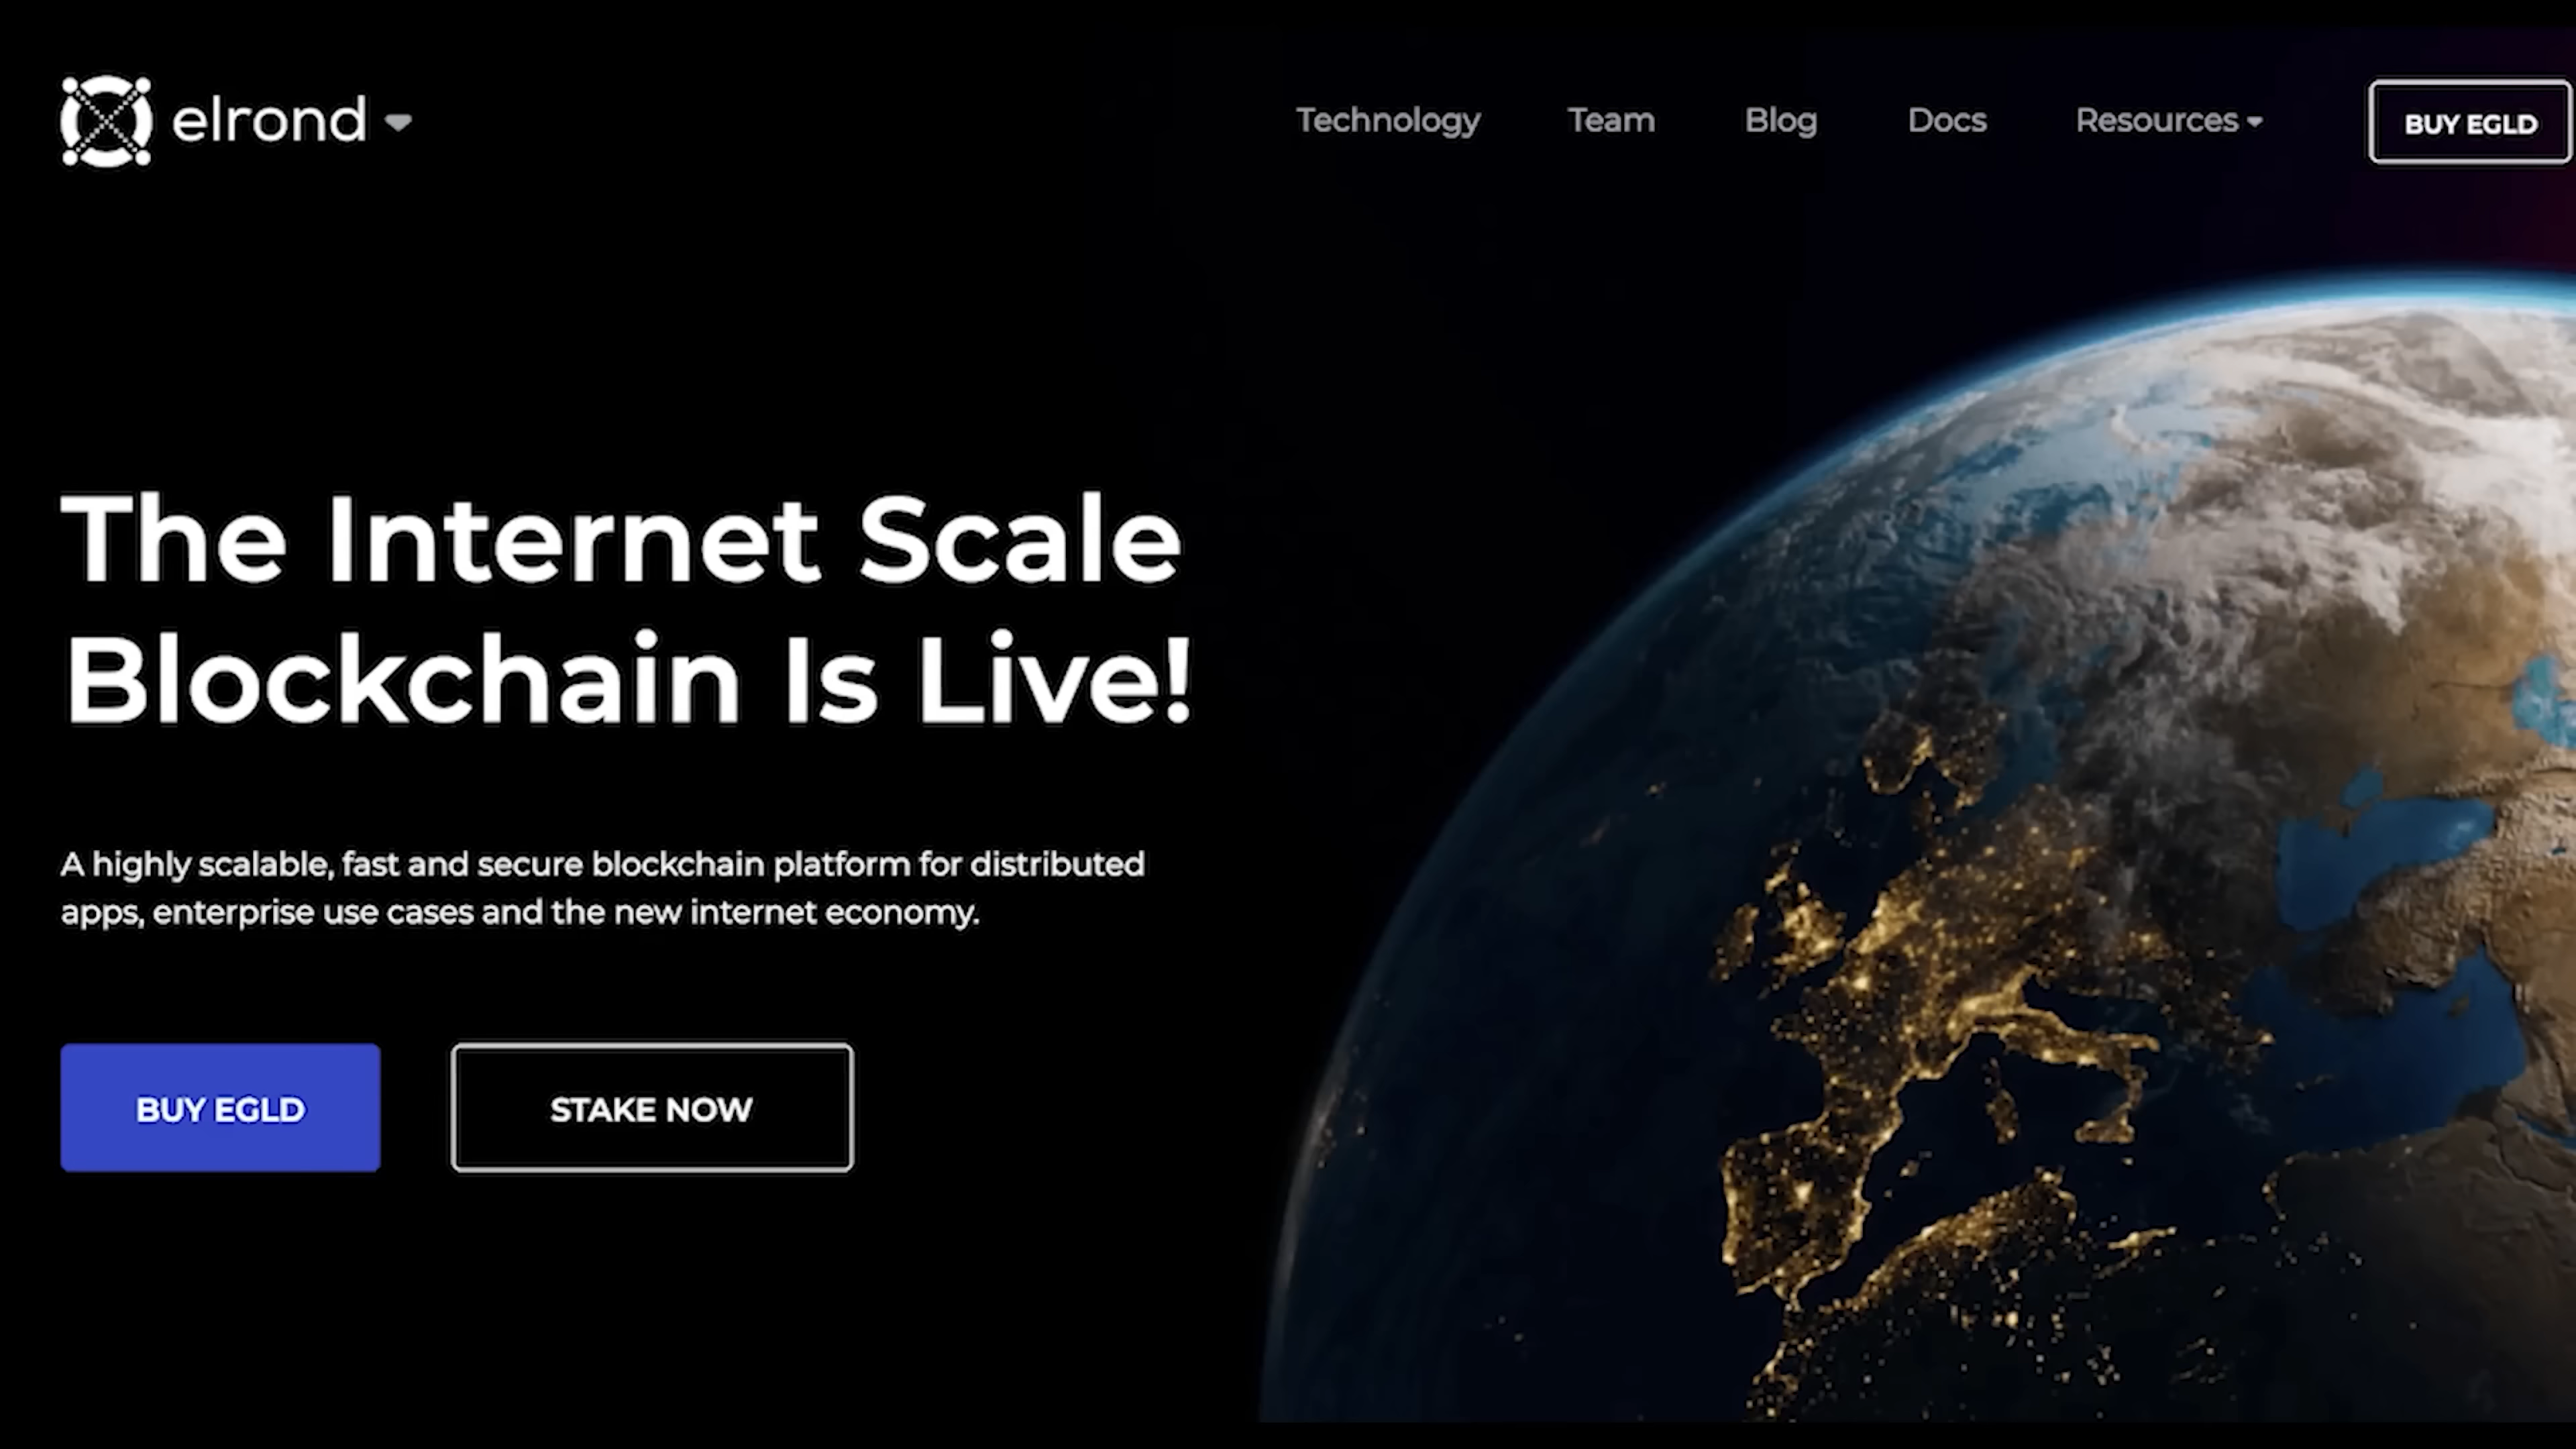 elrond
Technology Team Blog Docs Resources BUY EGLD
The Internet Scale
Blockchain Is Live!
A highly scalable, fast and secure blockchain platform for distributed
apps, enterprise use cases and the new internet economy.
BUY EGLD STAKE NOW